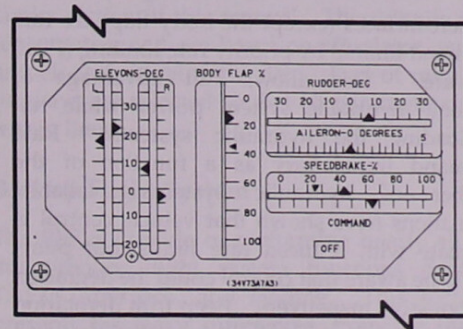 ELEVONS-DEG
L R
30
20
10
0
10
20
BODY FLAP %
0
20
40
60
80
100
RUDDER-DEG
30 20 10 0 10 20 30
AILERON-0 DEGREES
5 5
SPEEDBRAKE-%
0 20 40 60 80 100
COMMAND
OFF
(34V73A7A3)